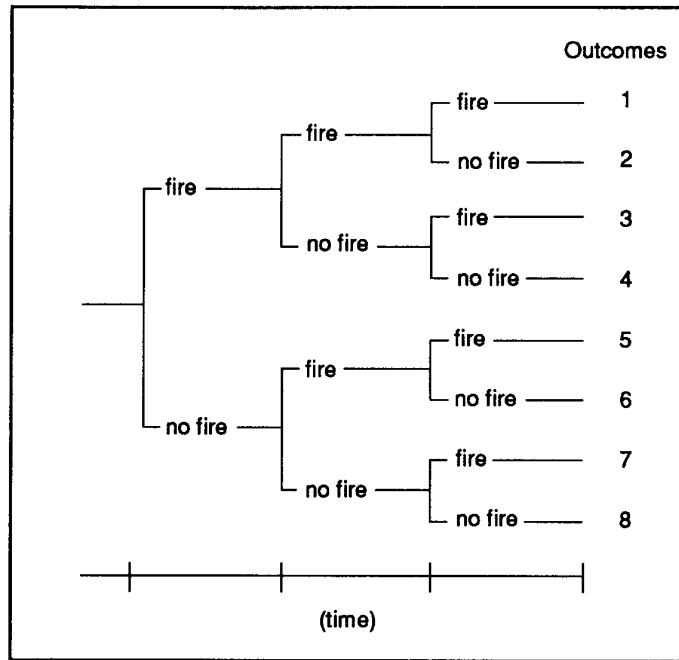 Outcomes
fire 1
fire
no fire 2
fire
fire 3
no fire
no fire 4
fire 5
fire
no fire 6
no fire
fire 7
no fire
no fire 8
(time)